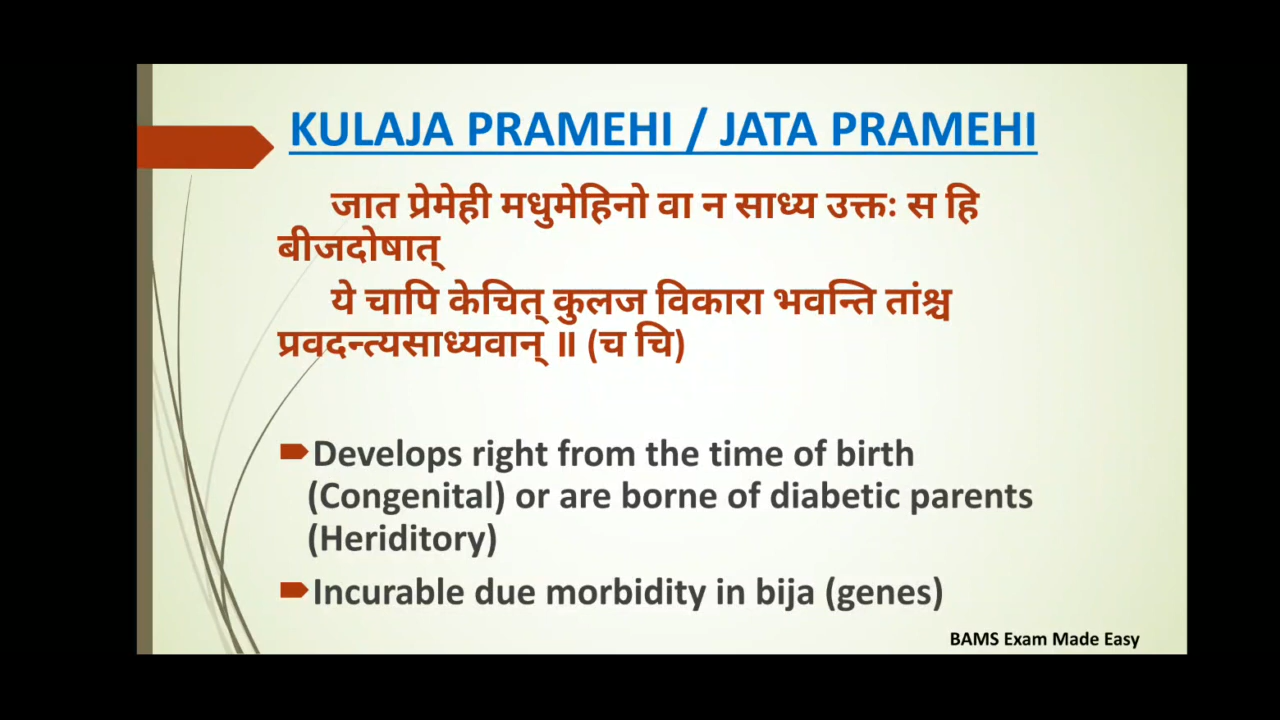 KULAJA PRAMEHI / JATA PRAMEHI
जात प्रेमेही मधुमेहिनो वा न साध्य उक्तः स हि
बीजदोषात्
ये चापि केचित् कुलज विकारा भवन्ति तांश्च
प्रवदन्त्यसाध्यवान् ॥ (च चि)
Develops right from the time of birth
(Congenital) or are borne of diabetic parents
(Heriditory)
Incurable due morbidity in bija (genes)
BAMS Exam Made Easy